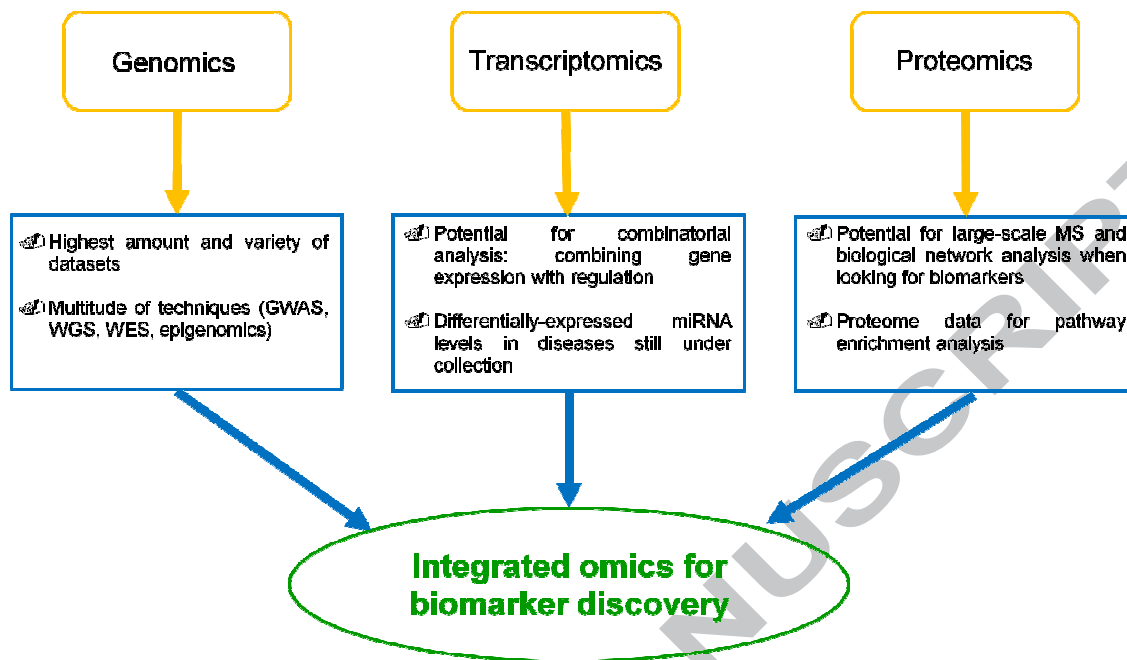 Genomics
Transcriptomics
Proteomics
Highest amount and variety of
datasets
Multitude of techniques (GWAS,
WGS, WES, epigenomics)
Potential for combinatorial
analysis: combining gene
expression with regulation
Differentially-expressed miRNA
levels in diseases still under
collection
Potential for large-scale MS and
biological network analysis when
looking for biomarkers
Proteome data for pathway
enrichment analysis
Integrated omics for
biomarker discovery
NUSCRIPT